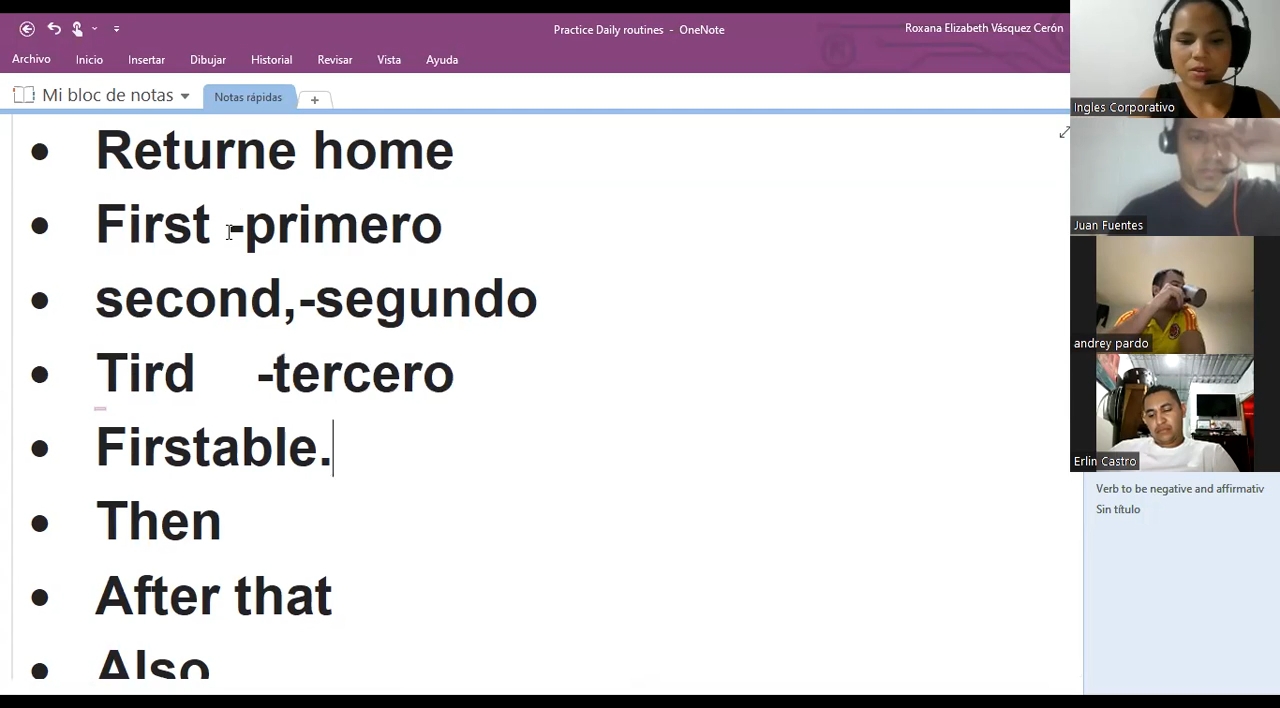 Practice Daily routines - OneNote
Roxana Elizabeth Vásquez Cerón
Archivo Inicio Insertar Dibujar Historial Revisar Vista Ayuda
Mi bloc de notas
Notas rápidas
Returne home
First -primero
second,-segundo
Tird -tercero
Firstable.
Then
After that
Also
Ingles Corporativo
Juan Fuentes
andrey pardo
Erlin Castro
Verb to be negative and affirmativ
Sin título